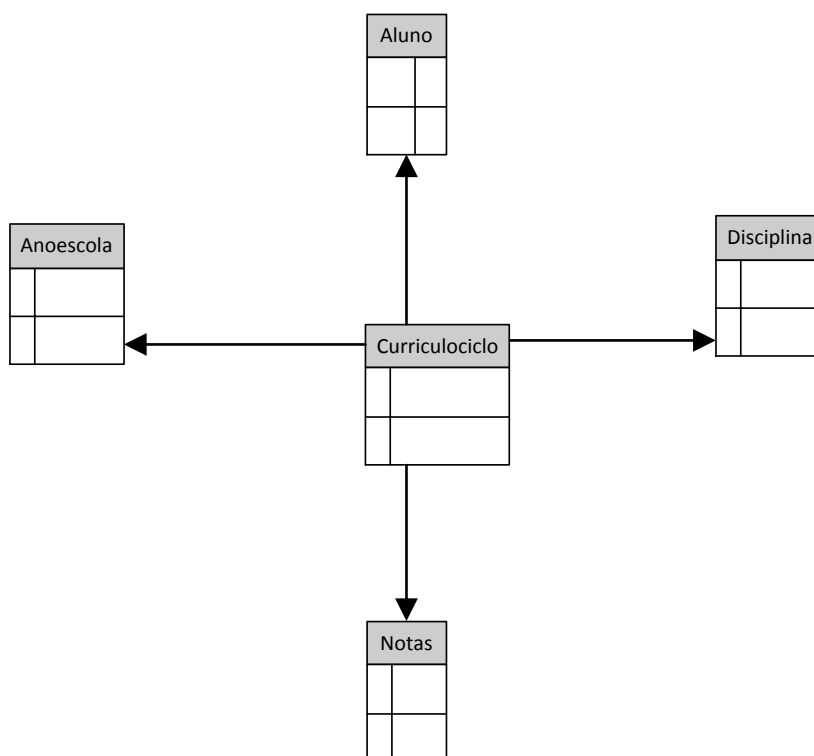 Aluno
Anoescola
Disciplina
Curriculociclo
Notas